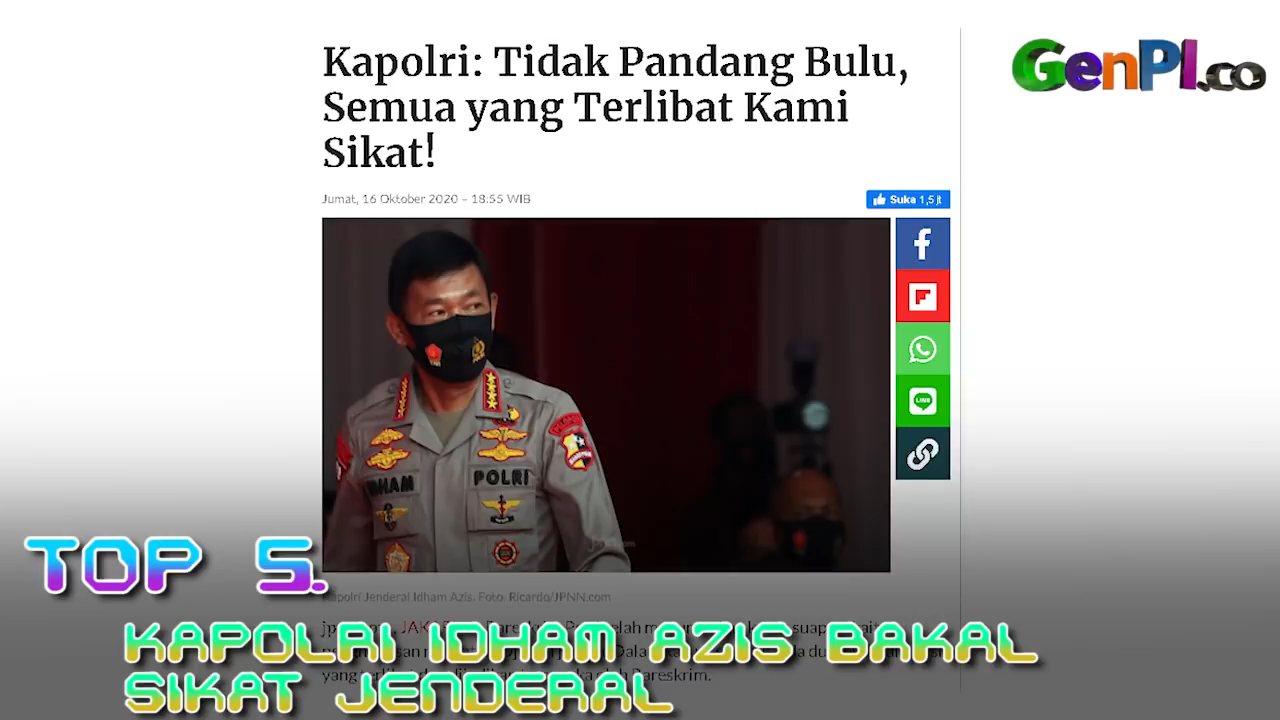 Kapolri: Tidak Pandang Bulu,
Semua yang Terlibat Kami
Sikat!
GenPI.co
Jumat, 16 Oktober 2020 - 18:55 WIB
Suka 1,5 jt
IDHAM
POLRI
LINE
TOP 5.
Kapolri Jenderal Idham Azis. Foto: Ricardo/JPNN.com
KAPOLRI IDHAM AZIS BAKAL
SIKAT JENDERAL